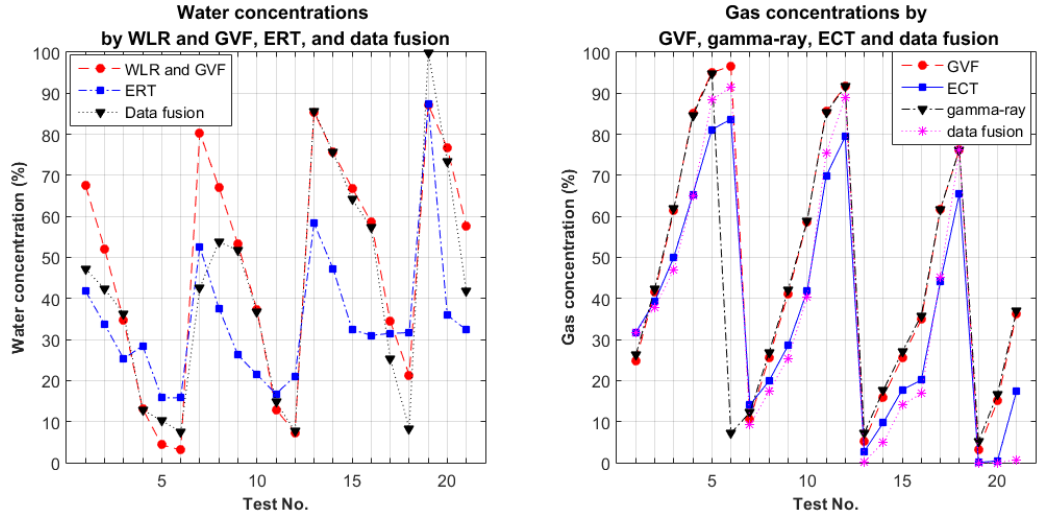 Water concentrations
by WLR and GVF, ERT, and data fusion
100
90
80
70
60
50
40
30
20
10
0
Water concentration (%)
WLR and GVF
ERT
Data fusion
5
10
15
20
Test No.
Gas concentrations by
GVF, gamma-ray, ECT and data fusion
100
90
80
70
60
50
40
30
20
10
0
Gas concentration (%)
GVF
ECT
gamma-ray
data fusion
5
10
15
20
Test No.